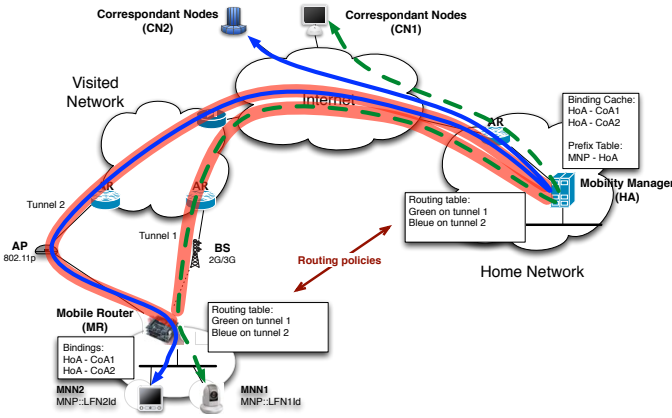 Correspondant Nodes
(CN2)
Correspondant Nodes
(CN1)
Visited
Network
Internet
Binding Cache:
HoA - CoA1
HoA - CoA2
Prefix Table:
MNP - HoA
AR
Mobility Manager
(HA)
AR
AR
Tunnel 2
Tunnel 1
Routing table:
Green on tunnel 1
Bleue on tunnel 2
AP
802.11p
BS
2G/3G
Routing policies
Home Network
Mobile Router
(MR)
Routing table:
Green on tunnel 1
Bleue on tunnel 2
Bindings:
HoA - CoA1
HoA - CoA2
MNN2
MNP::LFN2Id
MNN1
MNP::LFN1Id